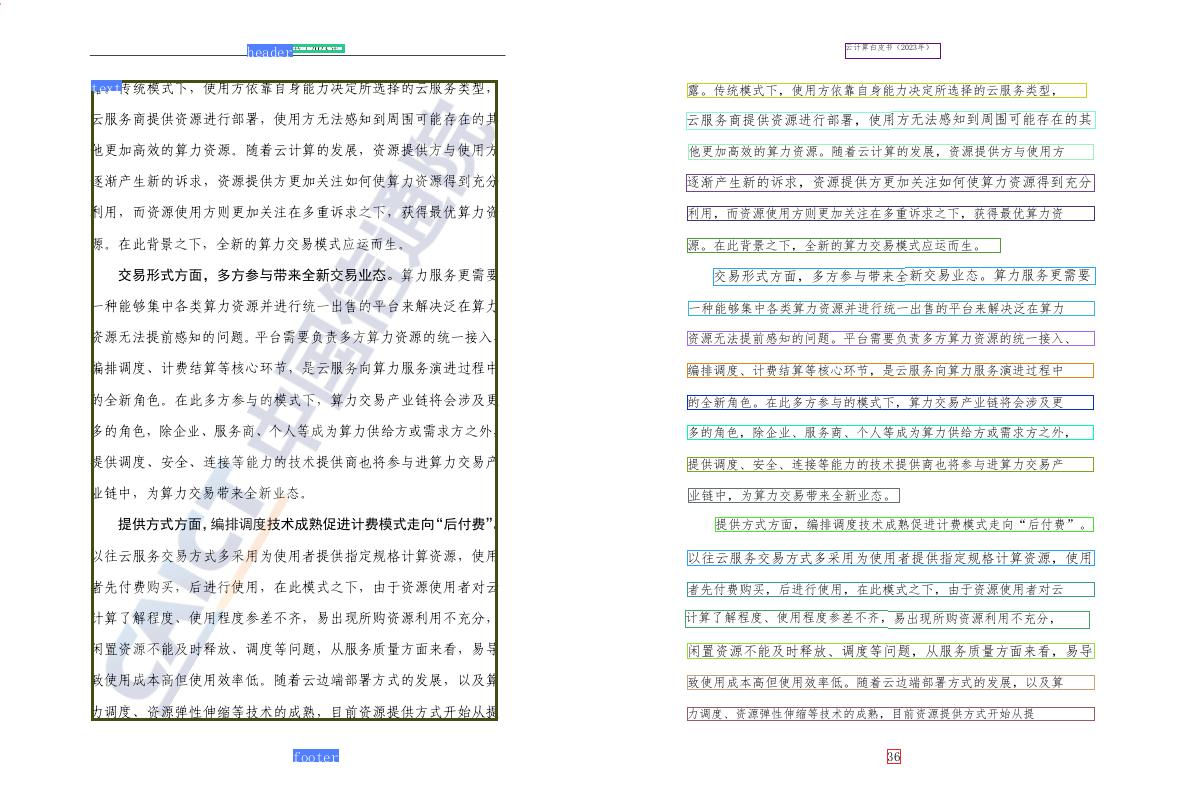 header
text传统模式下，使用方依靠自身能力决定所选择的云服务类型，
云服务商提供资源进行部署，使用方无法感知到周围可能存在的其
他更加高效的算力资源。随着云计算的发展，资源提供方与使用方
逐渐产生新的诉求，资源提供方更加关注如何使算力资源得到充分
利用，而资源使用方则更加关注在多重诉求之下，获得最优算力资
源。在此背景之下，全新的算力交易模式应运而生。
交易形式方面，多方参与带来全新交易业态。算力服务更需要
一种能够集中各类算力资源并进行统一出售的平台来解决泛在算力
资源无法提前感知的问题。平台需要负责多方算力资源的统一接入、
编排调度、计费结算等核心环节，是云服务向算力服务演进过程中
的全新角色。在此多方参与的模式下，算力交易产业链将会涉及更
多的角色，除企业、服务商、个人等成为算力供给方或需求方之外，
提供调度、安全、连接等能力的技术提供商也将参与进算力交易产
业链中，为算力交易带来全新业态。
提供方式方面，编排调度技术成熟促进计费模式走向“后付费”。
以往云服务交易方式多采用为使用者提供指定规格计算资源，使用
者先付费购买，后进行使用，在此模式之下，由于资源使用者对云
计算了解程度、使用程度参差不齐，易出现所购资源利用不充分，
闲置资源不能及时释放、调度等问题，从服务质量方面来看，易导
致使用成本高但使用效率低。随着云边端部署方式的发展，以及算
力调度、资源弹性伸缩等技术的成熟，目前资源提供方式开始从提
CAICT 中国信通院
footer
云计算白皮书（2023年）
露。传统模式下，使用方依靠自身能力决定所选择的云服务类型，
云服务商提供资源进行部署，使用方无法感知到周围可能存在的其
他更加高效的算力资源。随着云计算的发展，资源提供方与使用方
逐渐产生新的诉求，资源提供方更加关注如何使算力资源得到充分
利用，而资源使用方则更加关注在多重诉求之下，获得最优算力资
源。在此背景之下，全新的算力交易模式应运而生。
交易形式方面，多方参与带来全新交易业态。算力服务更需要
一种能够集中各类算力资源并进行统一出售的平台来解决泛在算力
资源无法提前感知的问题。平台需要负责多方算力资源的统一接入、
编排调度、计费结算等核心环节，是云服务向算力服务演进过程中
的全新角色。在此多方参与的模式下，算力交易产业链将会涉及更
多的角色，除企业、服务商、个人等成为算力供给方或需求方之外，
提供调度、安全、连接等能力的技术提供商也将参与进算力交易产
业链中，为算力交易带来全新业态。
提供方式方面，编排调度技术成熟促进计费模式走向“后付费”。
以往云服务交易方式多采用为使用者提供指定规格计算资源，使用
者先付费购买，后进行使用，在此模式之下，由于资源使用者对云
计算了解程度、使用程度参差不齐，易出现所购资源利用不充分，
闲置资源不能及时释放、调度等问题，从服务质量方面来看，易导
致使用成本高但使用效率低。随着云边端部署方式的发展，以及算
力调度、资源弹性伸缩等技术的成熟，目前资源提供方式开始从提
36